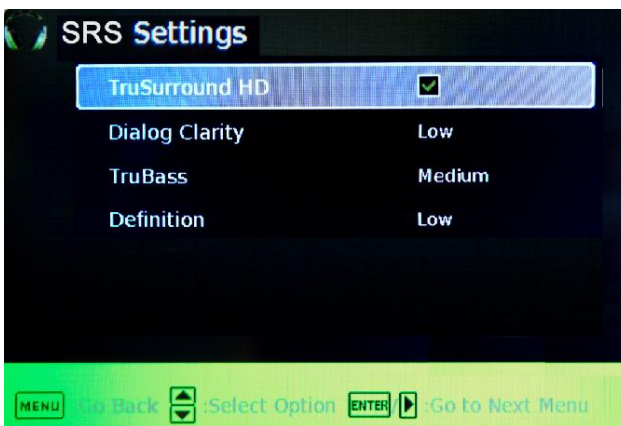 SRS Settings
TruSurround HD
Dialog Clarity Low
TruBass Medium
Definition Low
MENU :Go Back :Select Option ENTER / :Go to Next Menu